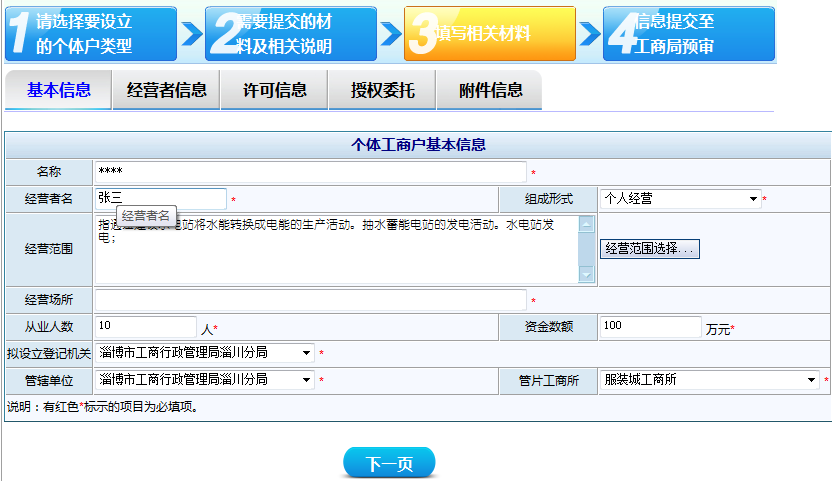 1 请选择要设立
的个体户类型
2 需要提交的材
料及相关说明
3 填写相关材料
4 信息提交至
工商局预审
基本信息 经营者信息 许可信息 授权委托 附件信息
个体工商户基本信息
名称 **** *
经营者名 张三 * 组成形式 个人经营 *
经营者名
经营范围 电站将水能转换成电能的生产活动。抽水蓄能电站的发电活动。水电站发
电; 经营范围选择...
经营场所 *
从业人数 10 人* 资金数额 100 万元*
拟设立登记机关 淄博市工商行政管理局淄川分局 *
管辖单位 淄博市工商行政管理局淄川分局 * 管片工商所 服装城工商所 *
说明：有红色*标示的项目为必填项。
下一页